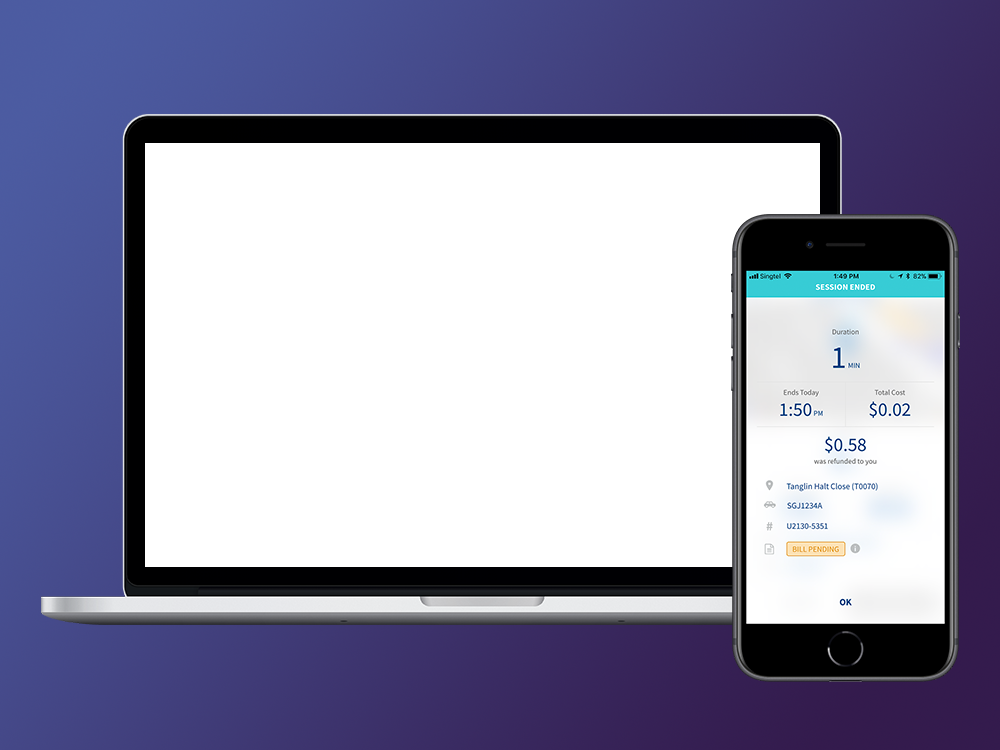 Singtel 1:49 PM 82%
SESSION ENDED
Duration
1 MIN
Ends Today Total Cost
1:50 PM $0.02
$0.58
was refunded to you
Tanglin Halt Close (T0070)
SGJ1234A
# U2130-5351
BILL PENDING
OK